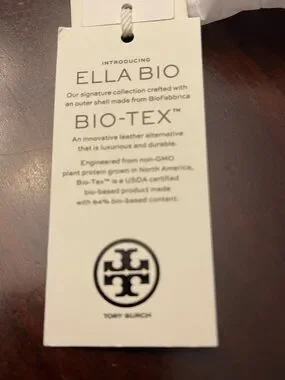 INTRODUCING
ELLA BIO
Our signature collection crafted with
an outer shell made from BioFabbrica
BIO-TEX™
An innovative leather alternative
that is luxurious and durable.
Engineered from non-GMO
plant protein grown in North America,
Bio-Tex™ is a USDA certified
bio-based product made
with 64% bio-based content.
TORY BURCH